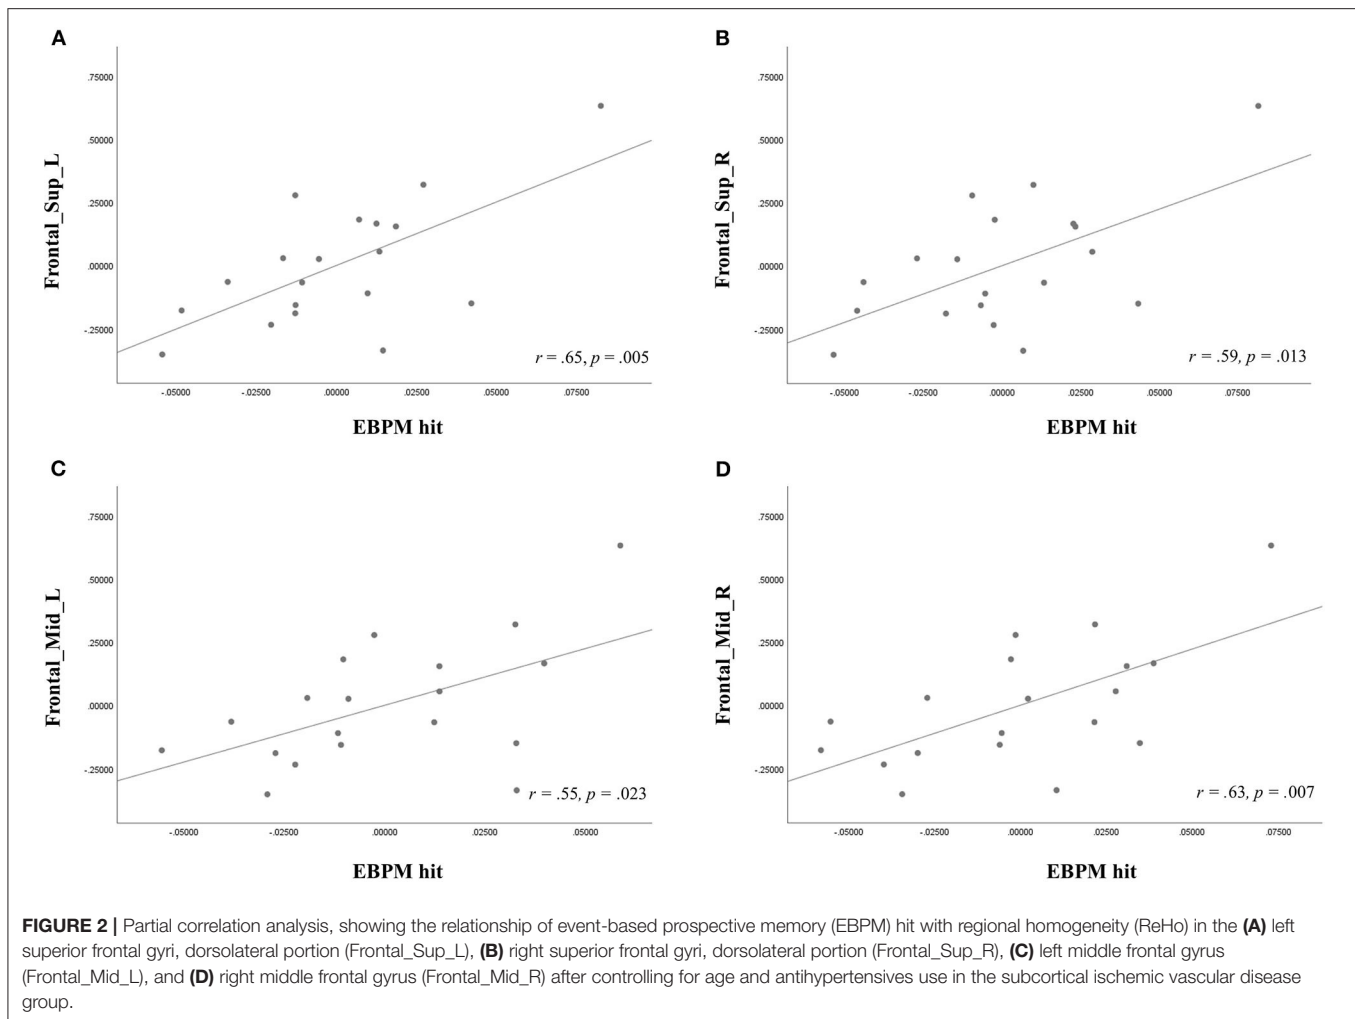 A
.75000
.50000
.25000
.00000
-.25000
Frontal_Sup_L
r = .65, p = .005
-.05000 -.02500 .00000 .02500 .05000 .07500
EBPM hit
B
.75000
.50000
.25000
.00000
-.25000
Frontal_Sup_R
r = .59, p = .013
-.05000 -.02500 .00000 .02500 .05000 .07500
EBPM hit
C
.75000
.50000
.25000
.00000
-.25000
Frontal_Mid_L
r = .55, p = .023
-.05000 -.02500 .00000 .02500 .05000
EBPM hit
D
.75000
.50000
.25000
.00000
-.25000
Frontal_Mid_R
r = .63, p = .007
-.05000 -.02500 .00000 .02500 .05000 .07500
EBPM hit
FIGURE 2 | Partial correlation analysis, showing the relationship of event-based prospective memory (EBPM) hit with regional homogeneity (ReHo) in the (A) left
superior frontal gyri, dorsolateral portion (Frontal_Sup_L), (B) right superior frontal gyri, dorsolateral portion (Frontal_Sup_R), (C) left middle frontal gyrus
(Frontal_Mid_L), and (D) right middle frontal gyrus (Frontal_Mid_R) after controlling for age and antihypertensives use in the subcortical ischemic vascular disease
group.